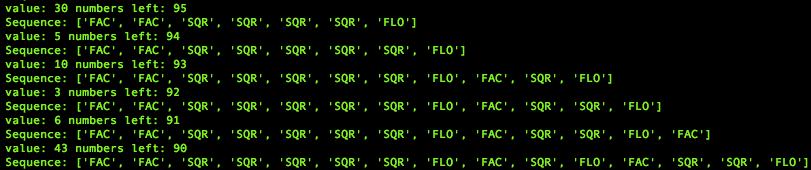 value: 30 numbers left: 95
Sequence: ['FAC', 'FAC', 'SQR', 'SQR', 'SQR', 'SQR', 'FLO']
value: 5 numbers left: 94
Sequence: ['FAC', 'FAC', 'SQR', 'SQR', 'SQR', 'SQR', 'SQR', 'FLO']
value: 10 numbers left: 93
Sequence: ['FAC', 'FAC', 'SQR', 'SQR', 'SQR', 'SQR', 'SQR', 'FLO', 'FAC', 'SQR', 'FLO']
value: 3 numbers left: 92
Sequence: ['FAC', 'FAC', 'SQR', 'SQR', 'SQR', 'SQR', 'SQR', 'FLO', 'FAC', 'SQR', 'SQR', 'FLO']
value: 6 numbers left: 91
Sequence: ['FAC', 'FAC', 'SQR', 'SQR', 'SQR', 'SQR', 'SQR', 'FLO', 'FAC', 'SQR', 'SQR', 'FLO', 'FAC']
value: 43 numbers left: 90
Sequence: ['FAC', 'FAC', 'SQR', 'SQR', 'SQR', 'SQR', 'SQR', 'FLO', 'FAC', 'SQR', 'FLO', 'FAC', 'SQR', 'SQR', 'FLO']